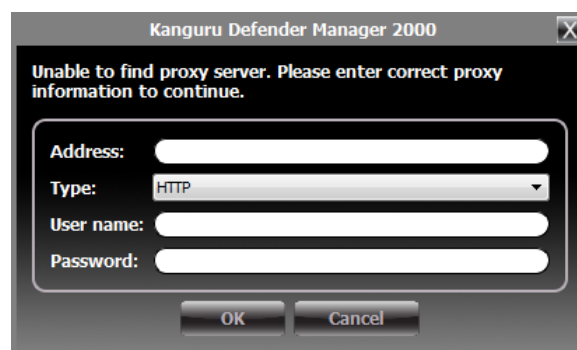 Kanguru Defender Manager 2000
X
Unable to find proxy server. Please enter correct proxy
information to continue.
Address:
Type: HTTP
User name:
Password:
OK Cancel